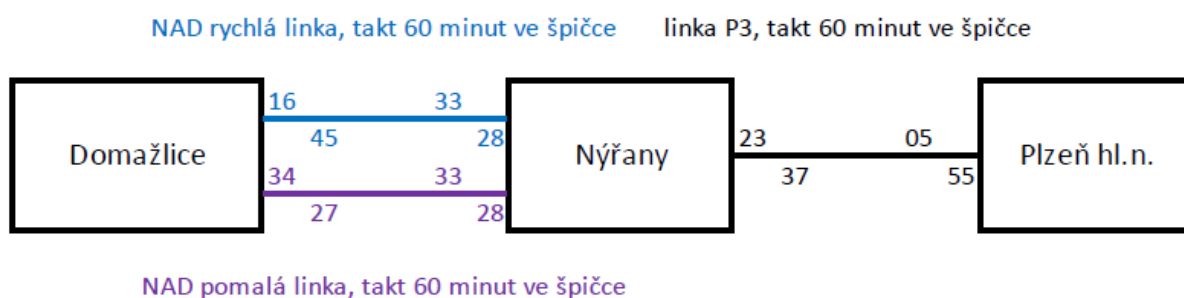 NAD rychlá linka, takt 60 minut ve špičce linka P3, takt 60 minut ve špičce
16 33
45 28
Domažlice Nýřany Plzeň hl.n.
23 05
37 55
34 33
27 28
NAD pomalá linka, takt 60 minut ve špičce